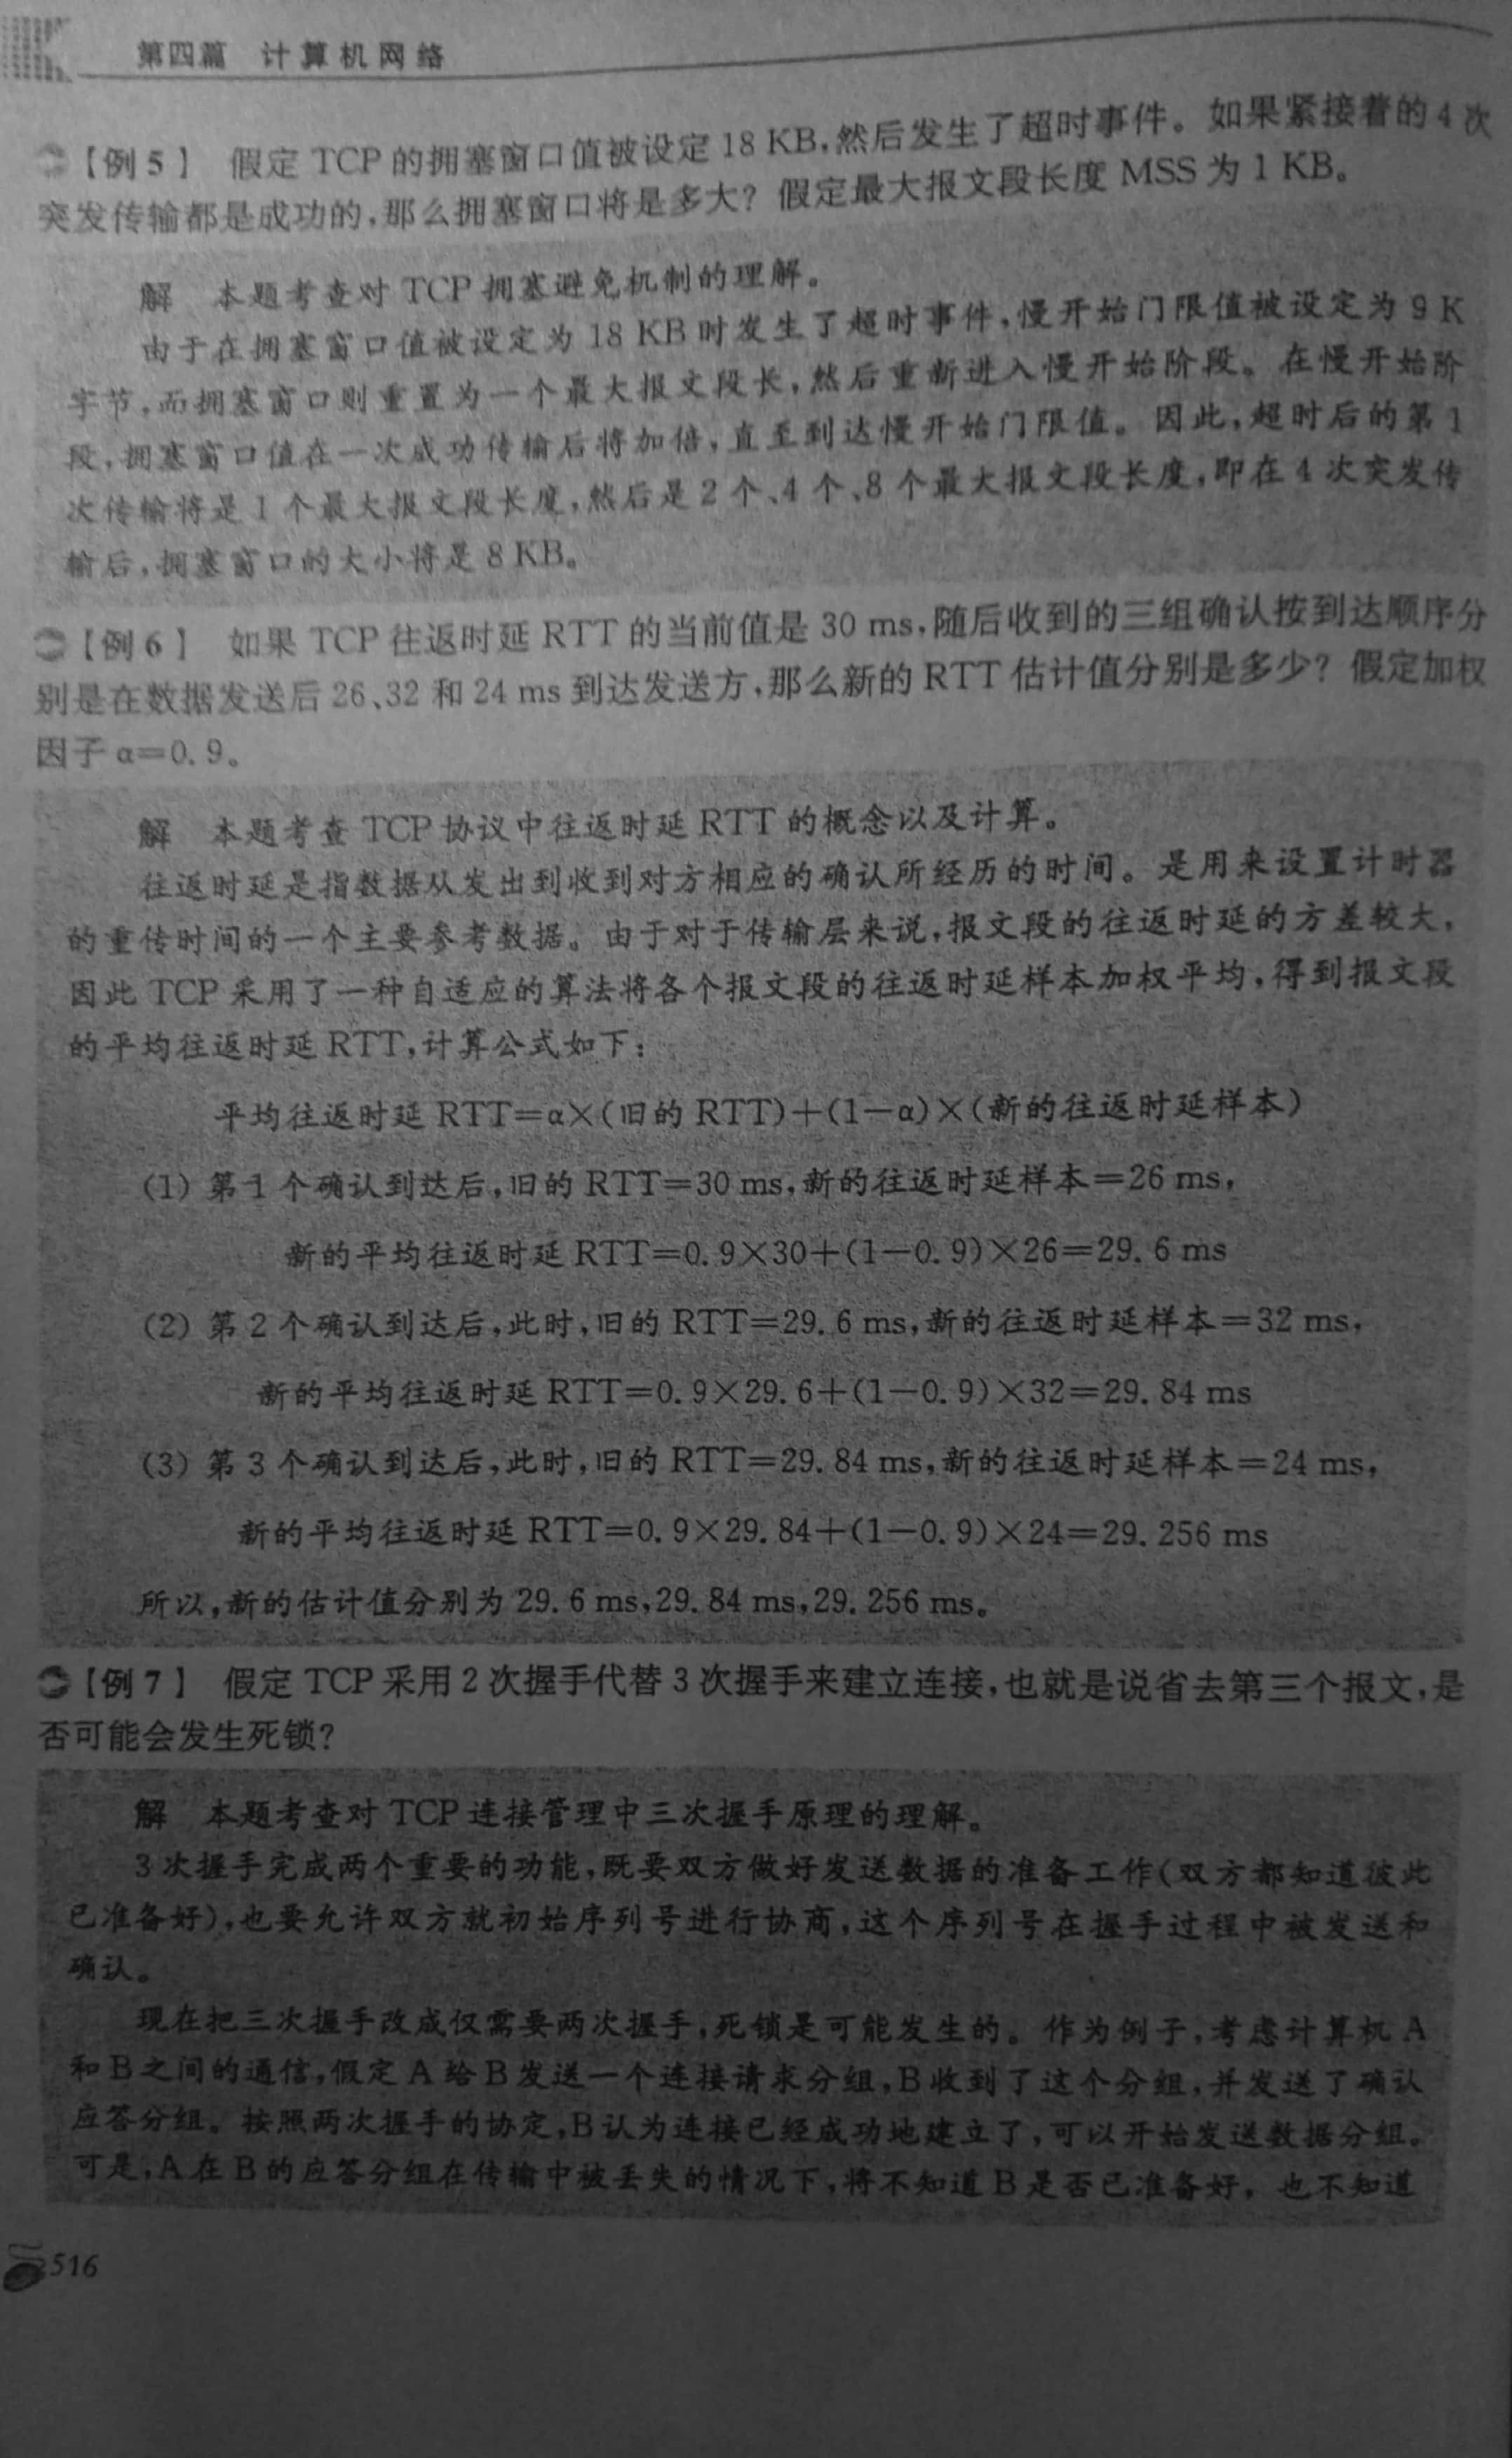 第四篇 计算机网络
【例5】 假定 TCP 的拥塞窗口值被设定 18 KB,然后发生了超时事件。如果紧接着的4次
突发传输都是成功的,那么拥塞窗口将是多大?假定最大报文段长度 MSS 为 1 KB。
解 本题考查对 TCP 拥塞避免机制的理解。
由于在拥塞窗口值被设定为 18 KB 时发生了超时事件,慢开始门限值被设定为 9 K
字节,而拥塞窗口则重置为一个最大报文段长,然后重新进入慢开始阶段。在慢开始阶
段,拥塞窗口值在一次成功传输后将加倍,直至到达慢开始门限值。因此,超时后的第1
次传输将是1个最大报文段长度,然后是2个、4个、8个最大报文段长度,即在4次突发传
输后,拥塞窗口的大小将是 8 KB。
【例6】 如果 TCP 往返时延 RTT 的当前值是 30 ms,随后收到的三组确认按到达顺序分
别是在数据发送后 26、32 和 24 ms 到达发送方,那么新的 RTT 估计值分别是多少?假定加权
因子 α=0.9。
解 本题考查 TCP 协议中往返时延 RTT 的概念以及计算。
往返时延是指数据从发出到收到对方相应的确认所经历的时间。是用来设置计时器
的重传时间的一个主要参考数据。由于对于传输层来说,报文段的往返时延的方差较大,
因此 TCP 采用了一种自适应的算法将各个报文段的往返时延样本加权平均,得到报文段
的平均往返时延 RTT,计算公式如下:
平均往返时延 RTT=α×(旧的 RTT)+(1-α)×(新的往返时延样本)
(1) 第1个确认到达后,旧的 RTT=30 ms,新的往返时延样本=26 ms,
新的平均往返时延 RTT=0.9×30+(1-0.9)×26=29.6 ms
(2) 第2个确认到达后,此时,旧的 RTT=29.6 ms,新的往返时延样本=32 ms,
新的平均往返时延 RTT=0.9×29.6+(1-0.9)×32=29.84 ms
(3) 第3个确认到达后,此时,旧的 RTT=29.84 ms,新的往返时延样本=24 ms,
新的平均往返时延 RTT=0.9×29.84+(1-0.9)×24=29.256 ms
所以,新的估计值分别为 29.6 ms,29.84 ms,29.256 ms。
【例7】 假定 TCP 采用2次握手代替3次握手来建立连接,也就是说省去第三个报文,是
否可能会发生死锁?
解 本题考查对 TCP 连接管理中三次握手原理的理解。
3次握手完成两个重要的功能,既要双方做好发送数据的准备工作(双方都知道彼此
已准备好),也要允许双方就初始序列号进行协商,这个序列号在握手过程中被发送和
确认。
现在把三次握手改成仅需要两次握手,死锁是可能发生的。作为例子,考虑计算机 A
和 B 之间的通信,假定 A 给 B 发送一个连接请求分组,B 收到了这个分组,并发送了确认
应答分组。按照两次握手的协定,B 认为连接已经成功地建立了,可以开始发送数据分组。
可是,A 在 B 的应答分组在传输中被丢失的情况下,将不知道 B 是否已准备好,也不知道
516